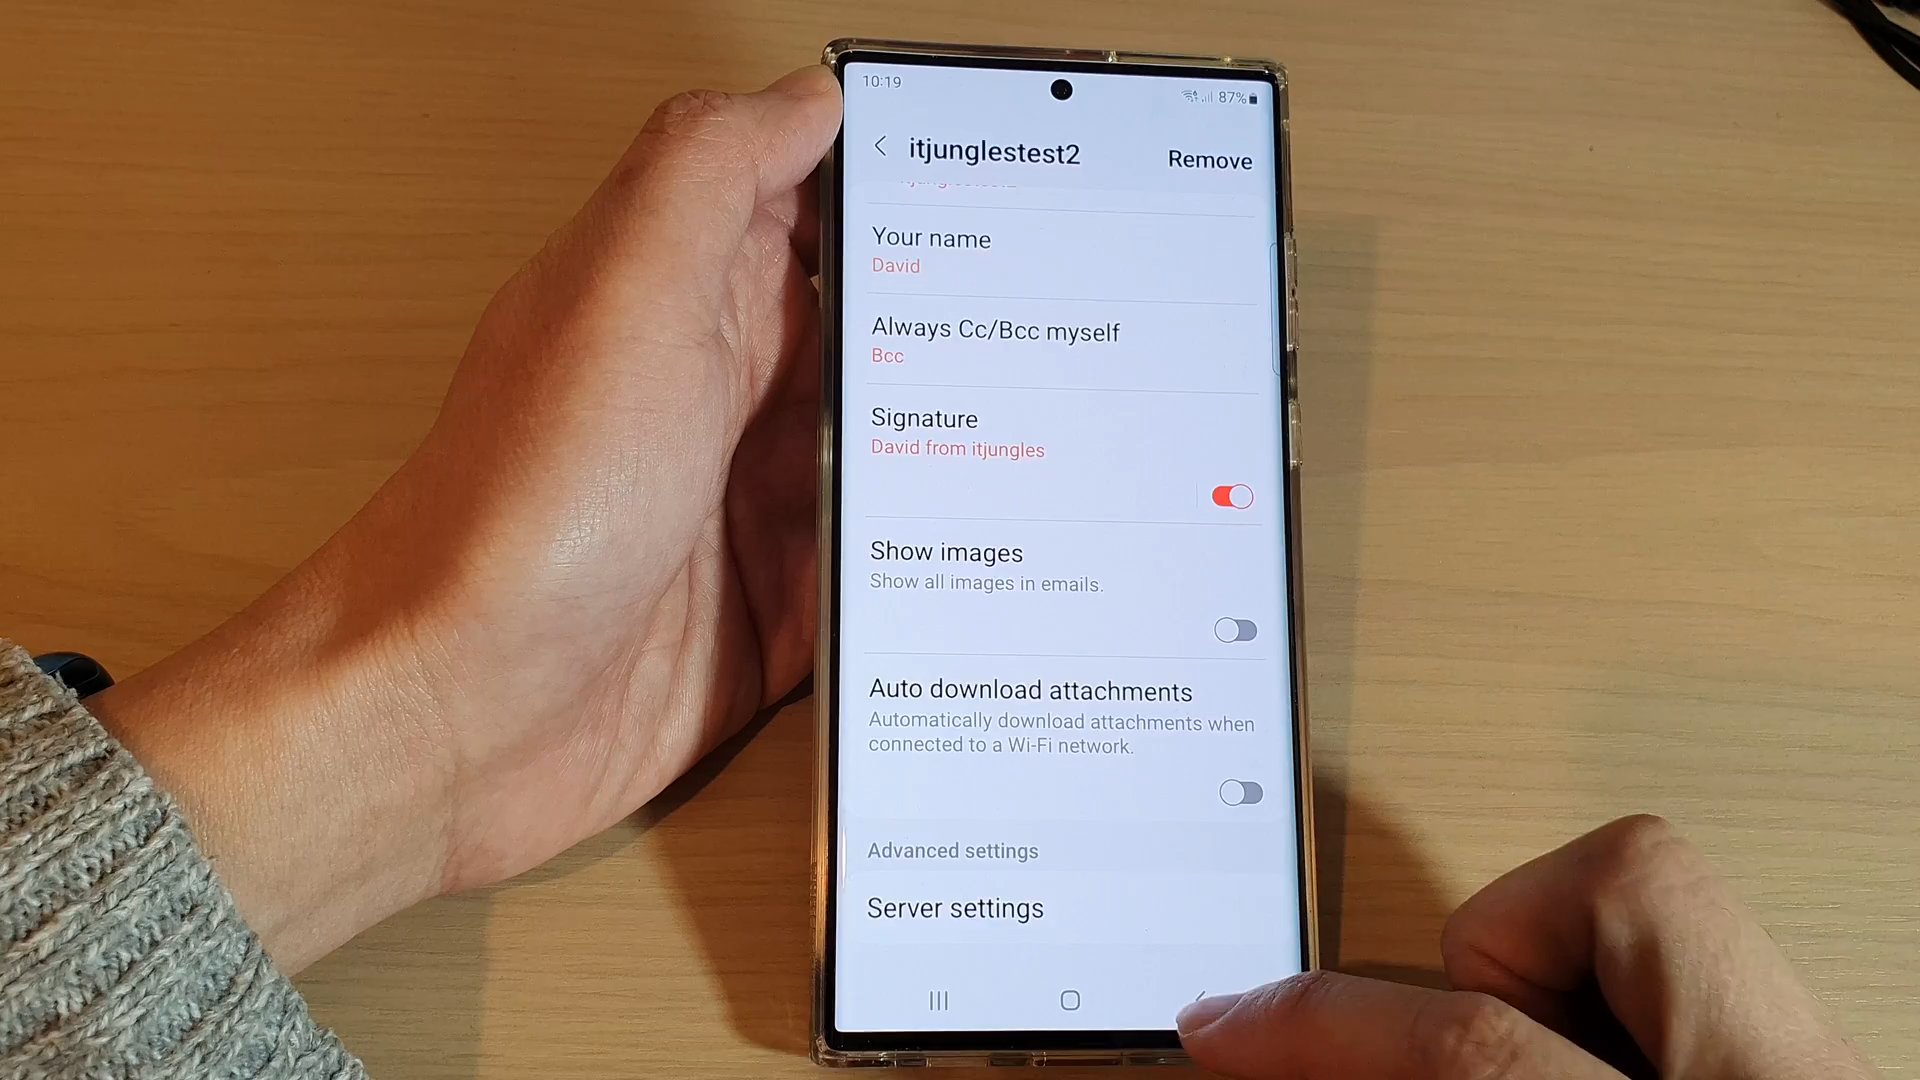 10:19
87%
itjunglestest2
Remove
Your name
David
Always Cc/Bcc myself
Bcc
Signature
David from itjungles
Show images
Show all images in emails.
Auto download attachments
Automatically download attachments when
connected to a Wi-Fi network.
Advanced settings
Server settings